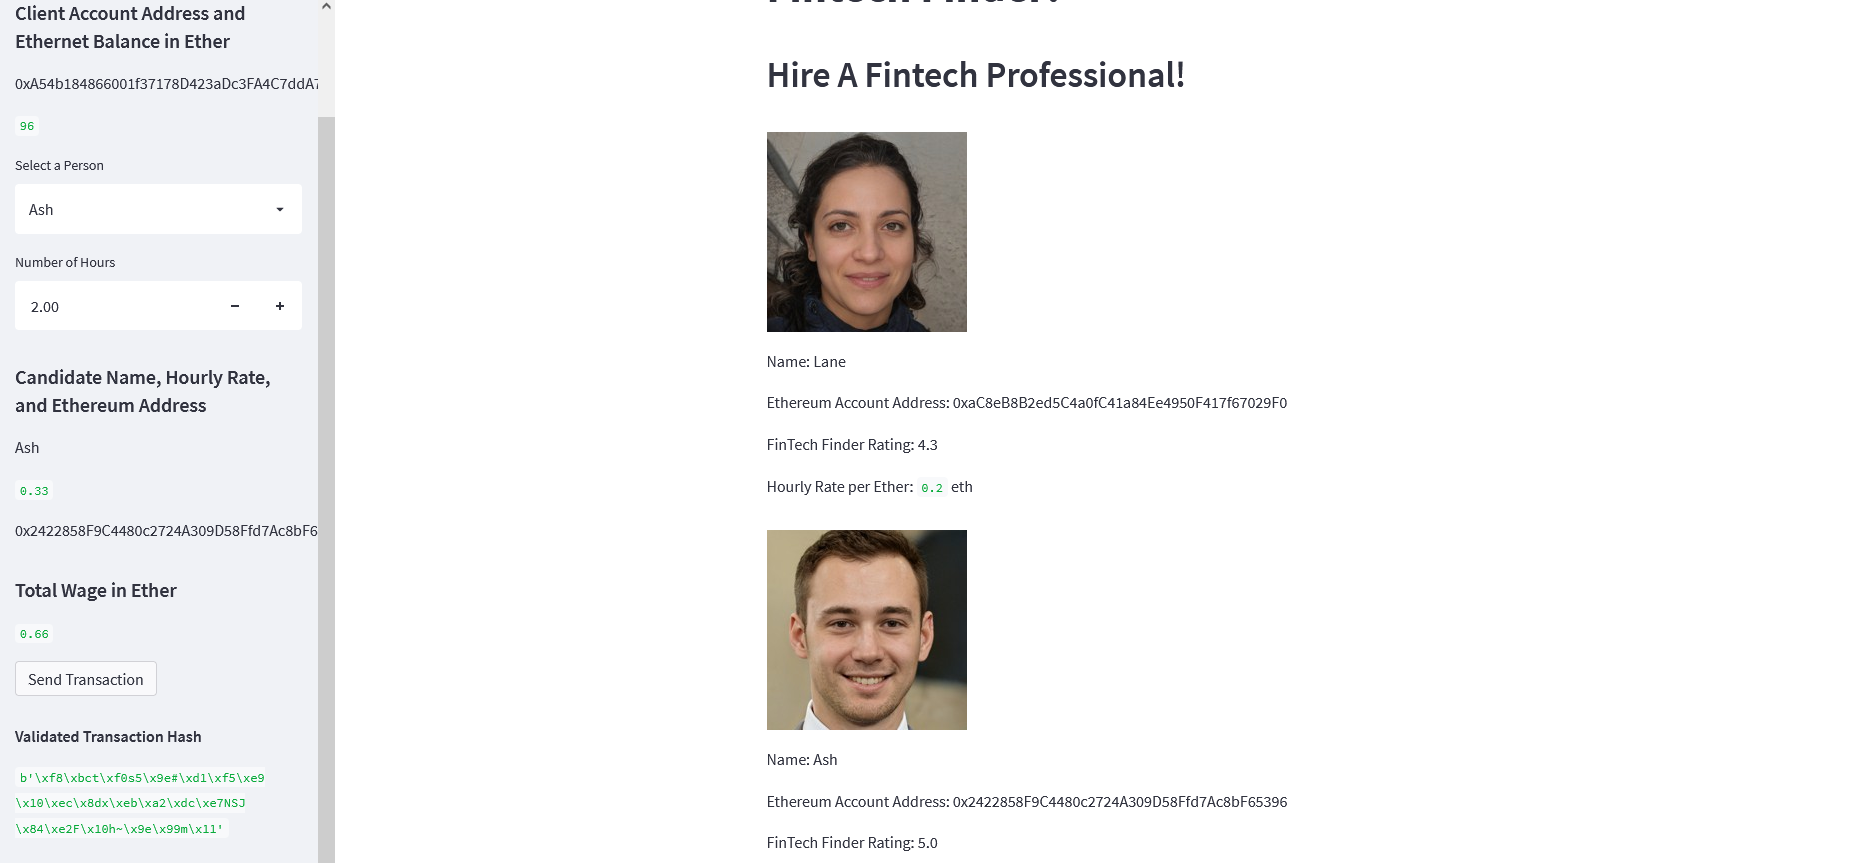 Client Account Address and
Ethernet Balance in Ether
0xA54b184866001f37178D423aDc3FA4C7ddA7
96
Select a Person
Ash
Number of Hours
2.00
Candidate Name, Hourly Rate,
and Ethereum Address
Ash
0.33
0x2422858F9C4480c2724A309D58Ffd7Ac8bF6
Total Wage in Ether
0.66
Send Transaction
Validated Transaction Hash
b'\xf8\xbct\xf0s5\x9e#\xd1\xf5\xe9
\x10\xec\x8dx\xeb\xa2\xdc\xe7NSJ
\x84\xe2F\x10h~\x9e\x99m\x11'
Fintech Finder!
Hire A Fintech Professional!
Name: Lane
Ethereum Account Address: 0xaC8eB8B2ed5C4a0fC41a84Ee4950F417f67029F0
FinTech Finder Rating: 4.3
Hourly Rate per Ether: 0.2 eth
Name: Ash
Ethereum Account Address: 0x2422858F9C4480c2724A309D58Ffd7Ac8bF65396
FinTech Finder Rating: 5.0